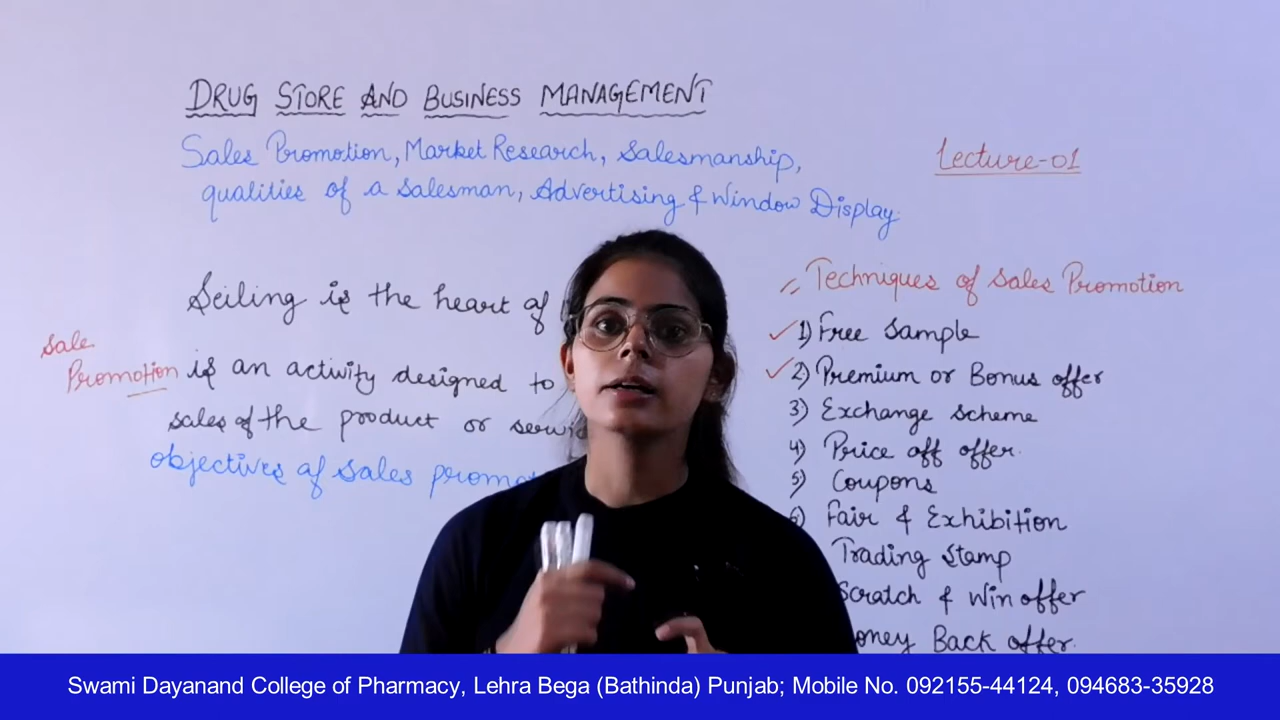 DRUG STORE AND BUSINESS MANAGEMENT
Sales Promotion, Market Research, Salesmanship,
qualities of a Salesman, Advertising & Window Display.
Lecture-01
Seiling is the heart of
Sale
Promotion is an activity designed to
sales of the product or
objectives of Sales
Techniques of Sales Promotion
1) Free Sample
2) Premium or Bonus offer
3) Exchange Scheme
4) Price off offer.
5) Coupons
6) Fair & Exhibition
Trading Stamp
Scratch & Win offer
Back offer.
Swami Dayanand College of Pharmacy, Lehra Bega (Bathinda) Punjab; Mobile No. 092155-44124, 094683-35928